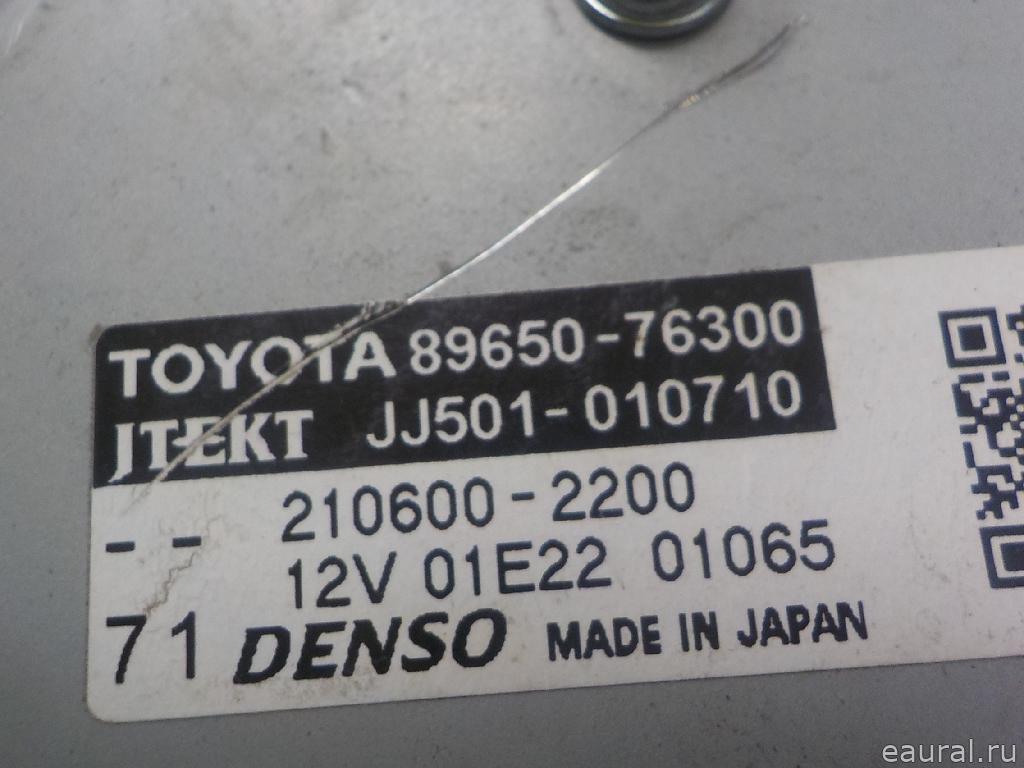 TOYOTA 89650-76300
JTEKT JJ501-010710
-- 210600-2200
12V 01E22 01065
71 DENSO MADE IN JAPAN
eaural.ru